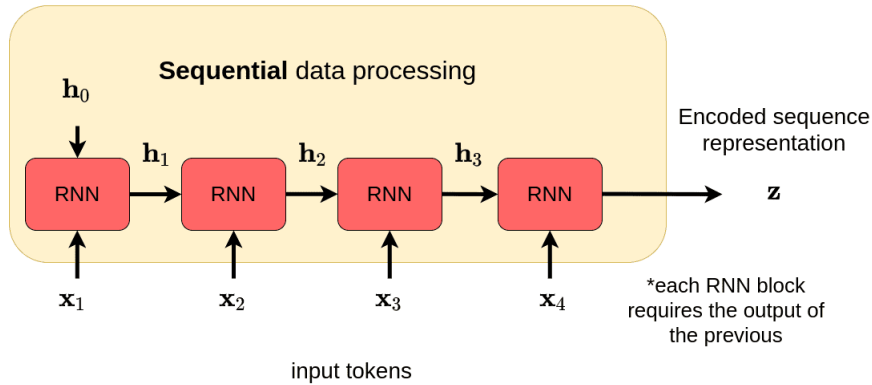 Sequential data processing
h₀
h₁
h₂
h₃
RNN
RNN
RNN
RNN
Encoded sequence
representation
z
x₁
x₂
x₃
x₄
*each RNN block
requires the output of
the previous
input tokens